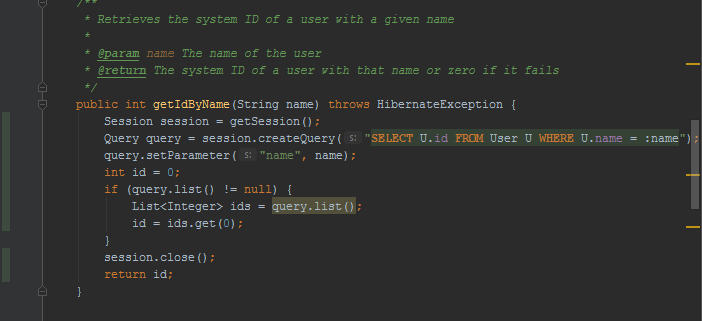 /**
* Retrieves the system ID of a user with a given name
*
* @param name The name of the user
* @return The system ID of a user with that name or zero if it fails
*/
public int getIdByName(String name) throws HibernateException {
Session session = getSession();
Query query = session.createQuery( s: "SELECT U.id FROM User U WHERE U.name = :name");
query.setParameter( s: "name", name);
int id = 0;
if (query.list() != null) {
List<Integer> ids = query.list();
id = ids.get(0);
}
session.close();
return id;
}